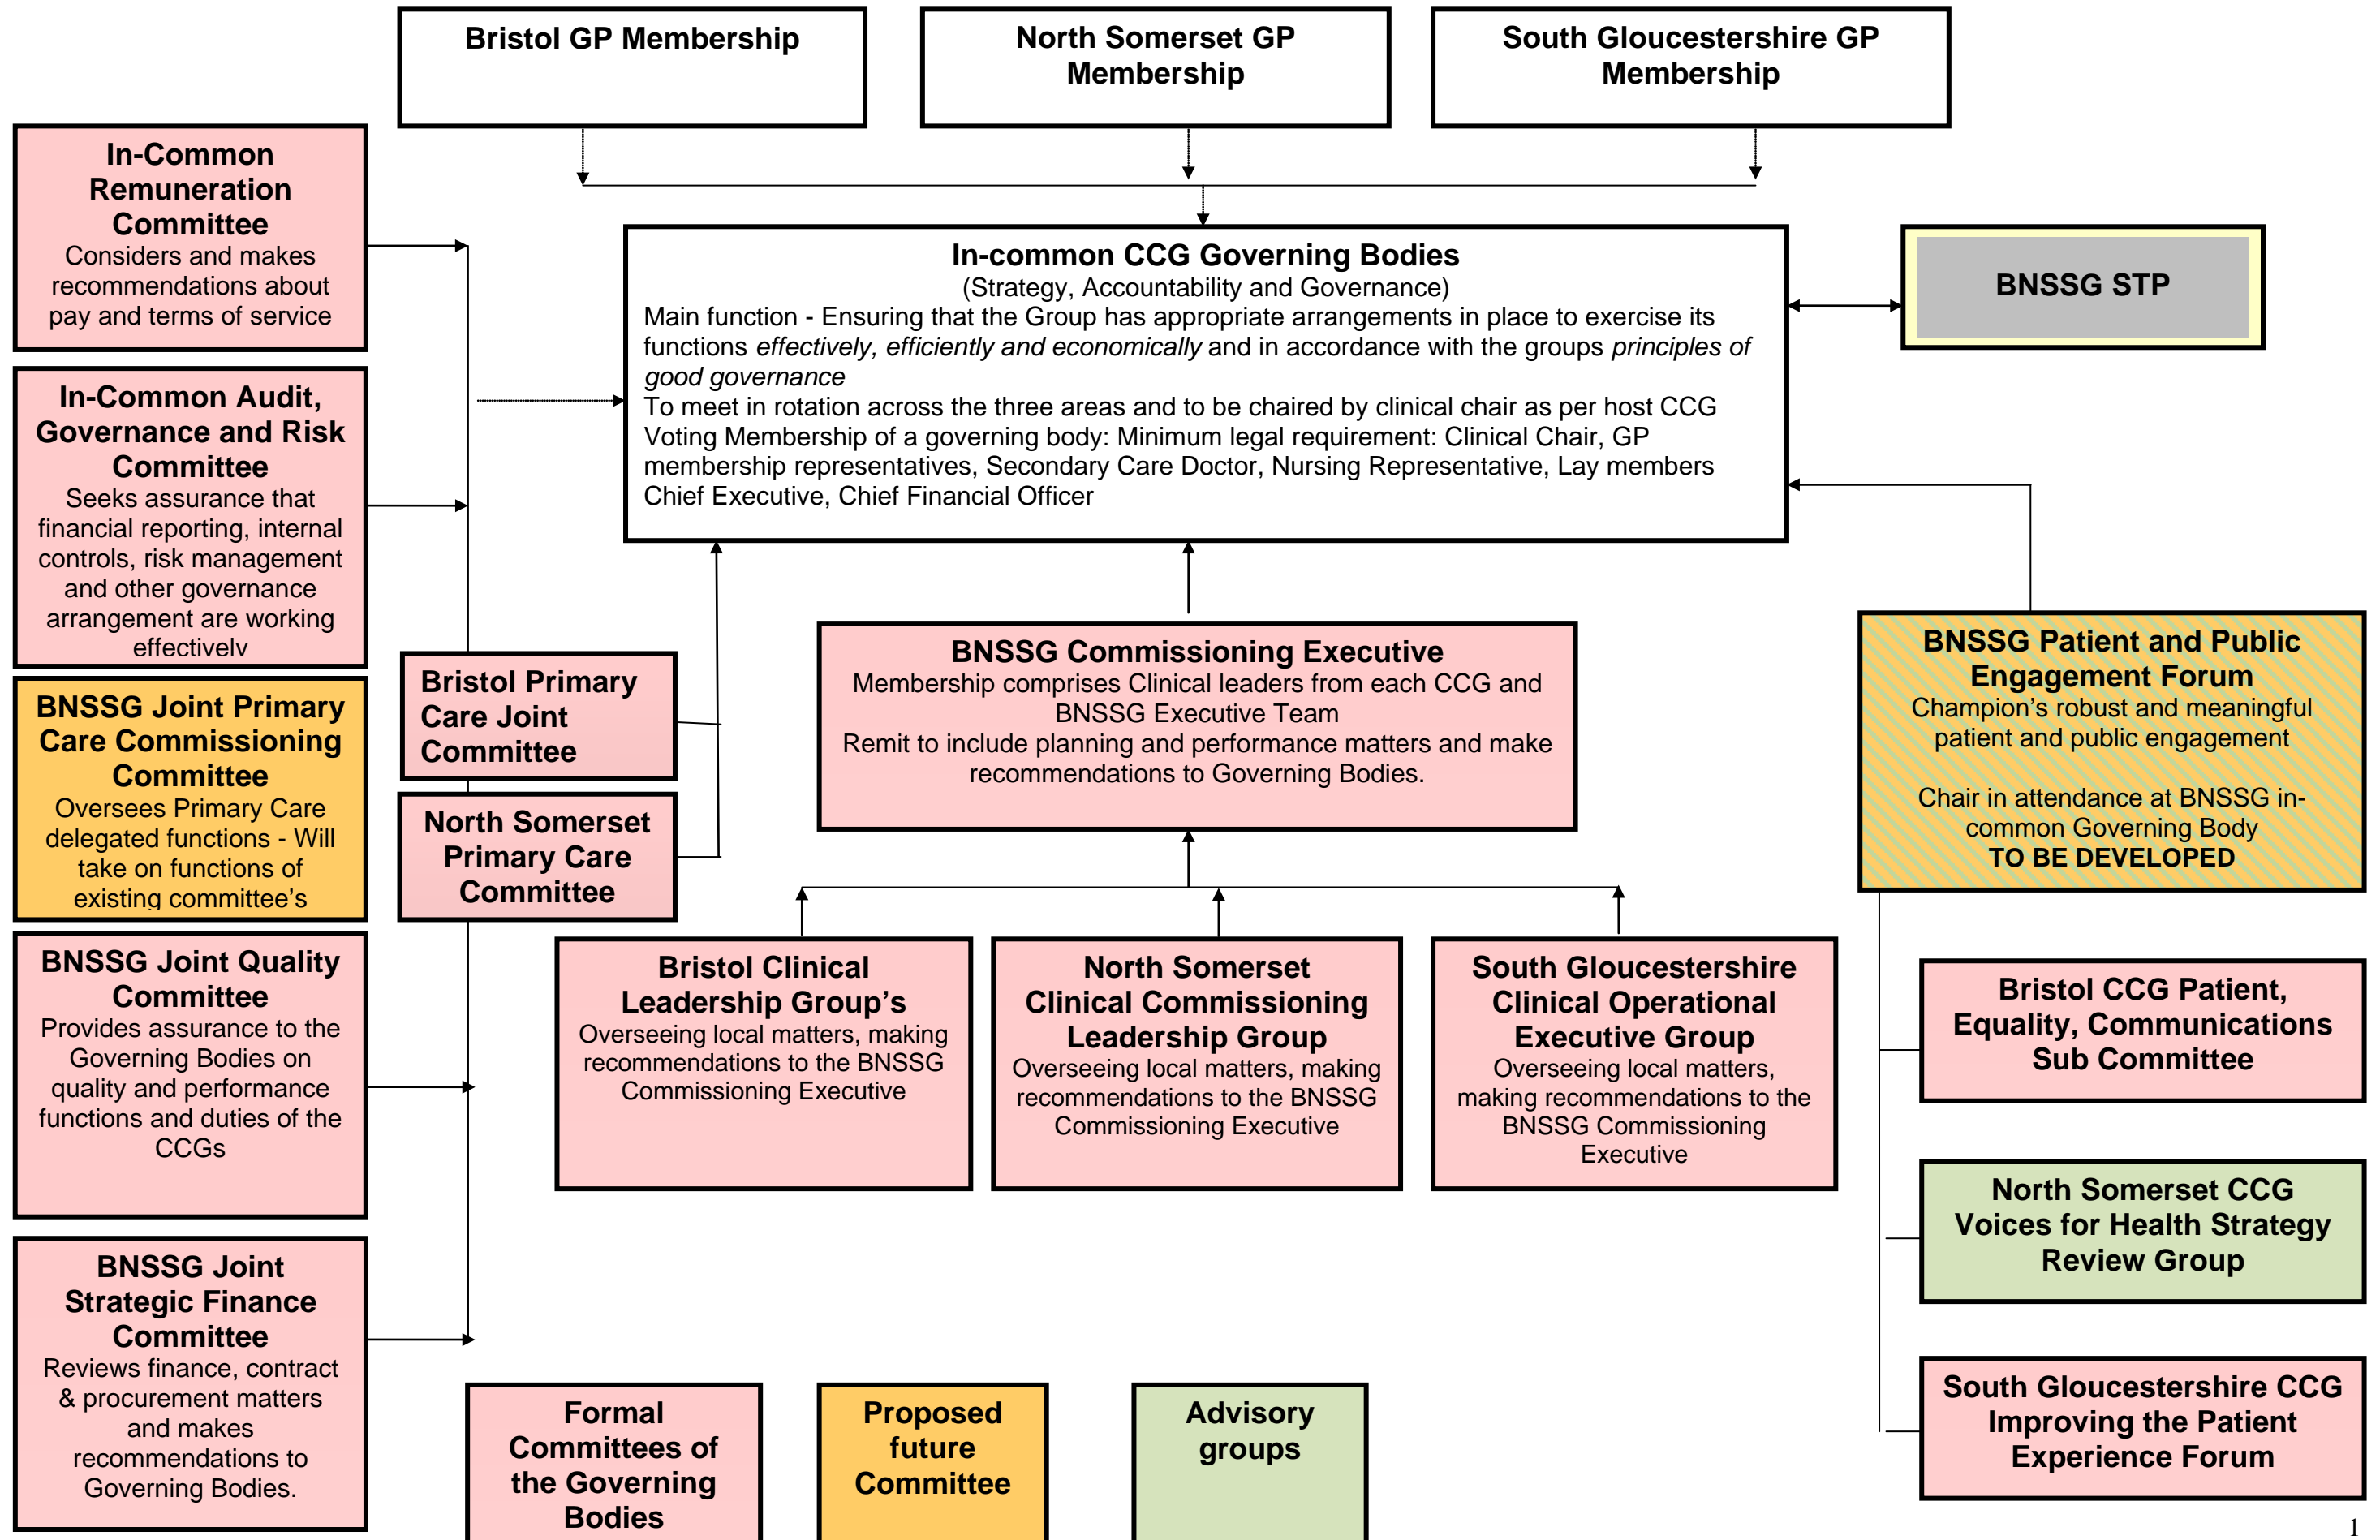 Bristol GP Membership
North Somerset GP
Membership
South Gloucestershire GP
Membership
In-Common
Remuneration
Committee
Considers and makes
recommendations about
pay and terms of service
In-common CCG Governing Bodies
(Strategy, Accountability and Governance)
Main function - Ensuring that the Group has appropriate arrangements in place to exercise its
functions effectively, efficiently and economically and in accordance with the groups principles of
good governance
To meet in rotation across the three areas and to be chaired by clinical chair as per host CCG
Voting Membership of a governing body: Minimum legal requirement: Clinical Chair, GP
membership representatives, Secondary Care Doctor, Nursing Representative, Lay members
Chief Executive, Chief Financial Officer
BNSSG STP
In-Common Audit,
Governance and Risk
Committee
Seeks assurance that
financial reporting, internal
controls, risk management
and other governance
arrangement are working
effectively
BNSSG Joint Primary
Care Commissioning
Committee
Oversees Primary Care
delegated functions - Will
take on functions of
existing committee's
Bristol Primary
Care Joint
Committee
North Somerset
Primary Care
Committee
BNSSG Commissioning Executive
Membership comprises Clinical leaders from each CCG and
BNSSG Executive Team
Remit to include planning and performance matters and make
recommendations to Governing Bodies.
BNSSG Patient and Public
Engagement Forum
Champion's robust and meaningful
patient and public engagement
Chair in attendance at BNSSG in-
common Governing Body
TO BE DEVELOPED
BNSSG Joint Quality
Committee
Provides assurance to the
Governing Bodies on
quality and performance
functions and duties of the
CCGs
Bristol Clinical
Leadership Group's
Overseeing local matters, making
recommendations to the BNSSG
Commissioning Executive
North Somerset
Clinical Commissioning
Leadership Group
Overseeing local matters, making
recommendations to the BNSSG
Commissioning Executive
South Gloucestershire
Clinical Operational
Executive Group
Overseeing local matters,
making recommendations to the
BNSSG Commissioning
Executive
Bristol CCG Patient,
Equality, Communications
Sub Committee
North Somerset CCG
Voices for Health Strategy
Review Group
South Gloucestershire CCG
Improving the Patient
Experience Forum
BNSSG Joint
Strategic Finance
Committee
Reviews finance, contract
& procurement matters
and makes
recommendations to
Governing Bodies.
Formal
Committees of
the Governing
Bodies
Proposed
future
Committee
Advisory
groups
1